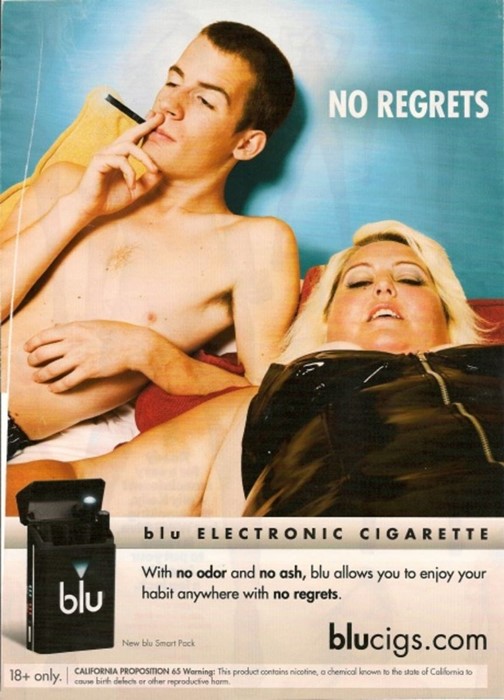 NO REGRETS
blu ELECTRONIC CIGARETTE
With no odor and no ash, blu allows you to enjoy your
habit anywhere with no regrets.
blu
New blu Smart Pack
blucigs.com
18+ only.
CALIFORNIA PROPOSITION 65 Warning: This product contains nicotine, a chemical known to the state of California to
cause birth defects or other reproductive harm.